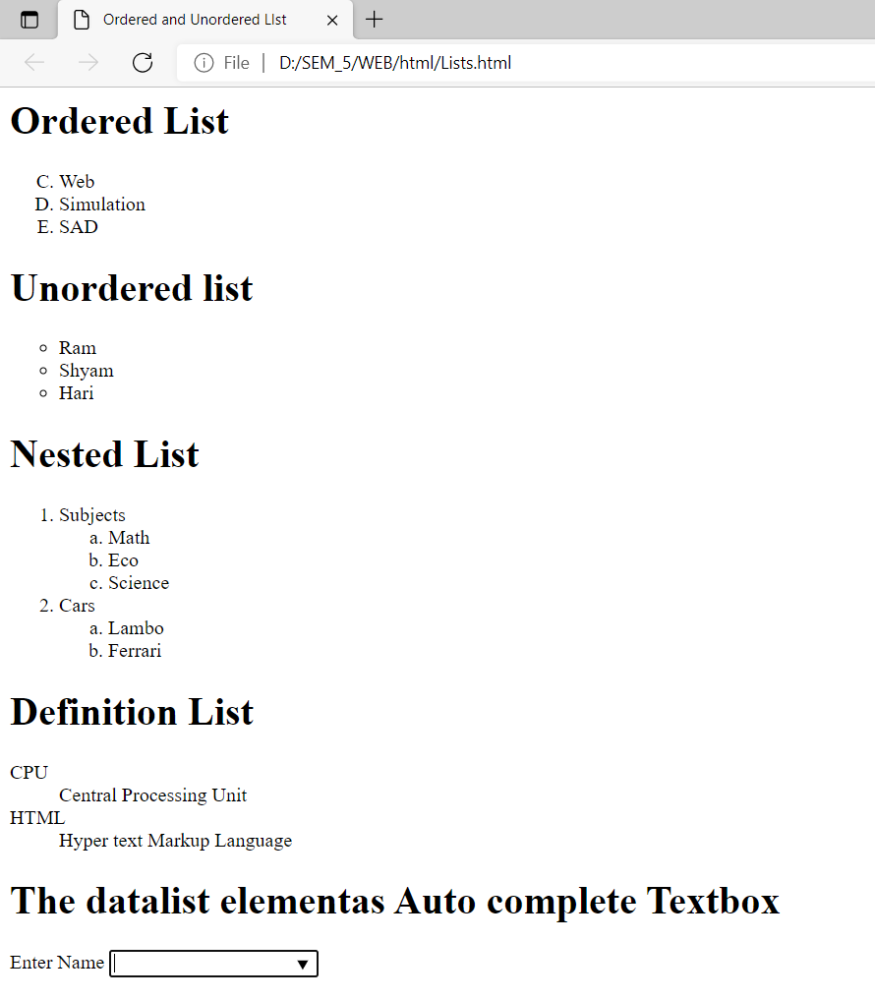 Ordered and Unordered LIst
File | D:/SEM_5/WEB/html/Lists.html
Ordered List
C. Web
D. Simulation
E. SAD
Unordered list
Ram
Shyam
Hari
Nested List
1. Subjects
a. Math
b. Eco
c. Science
2. Cars
a. Lambo
b. Ferrari
Definition List
CPU
Central Processing Unit
HTML
Hyper text Markup Language
The datalist elementas Auto complete Textbox
Enter Name